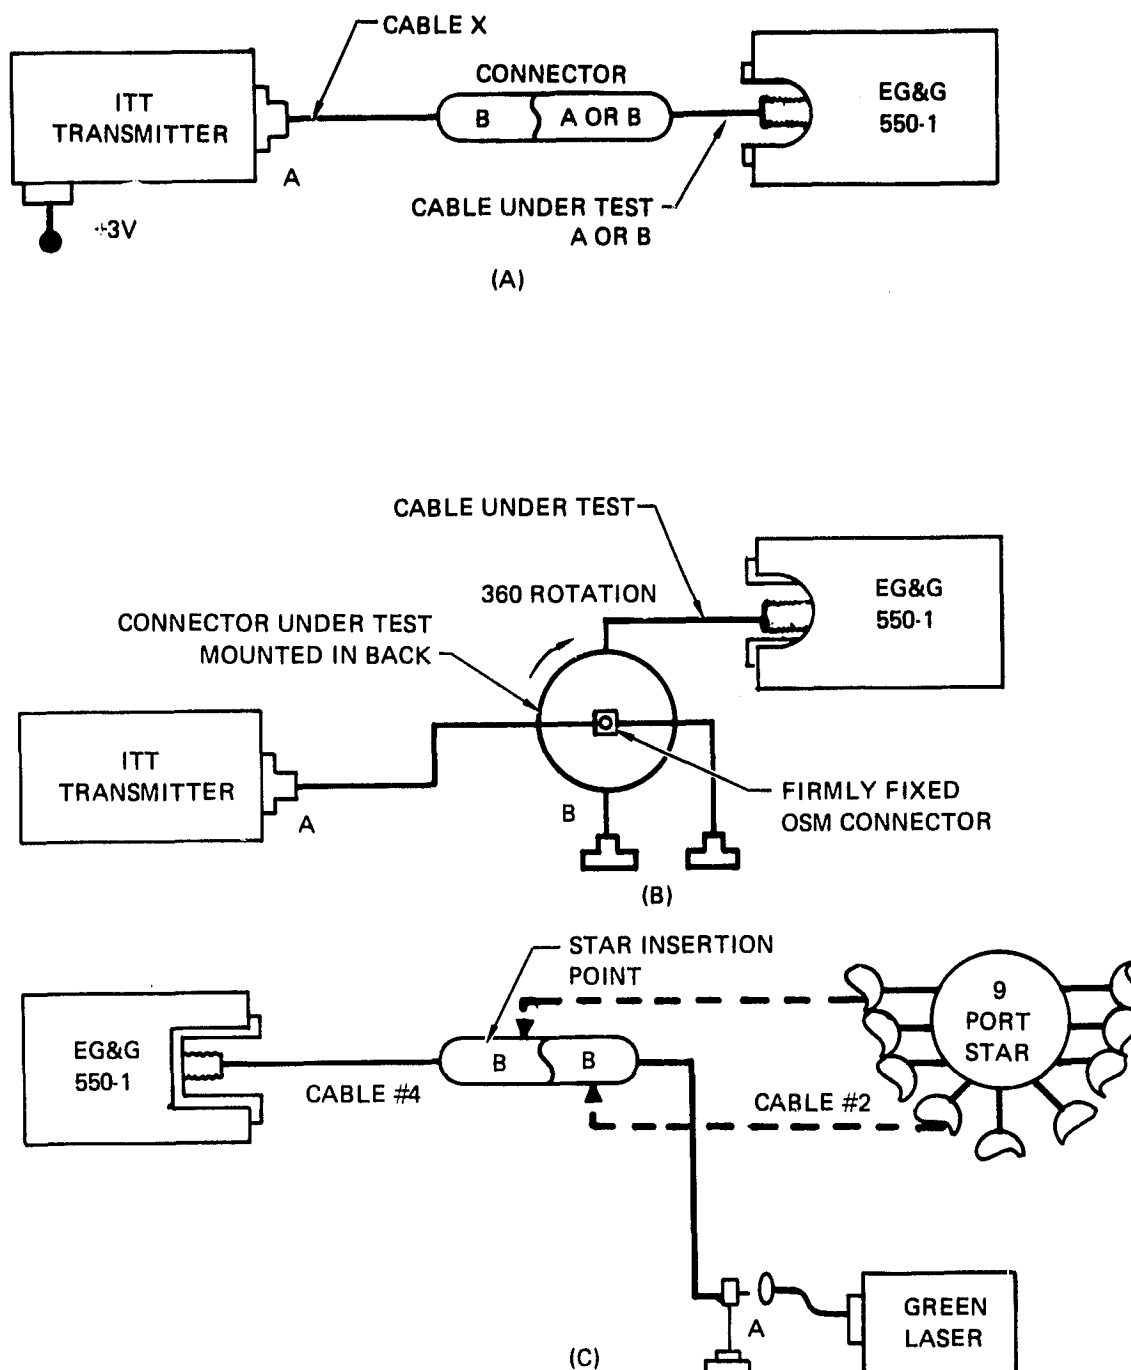 CABLE X
ITT
TRANSMITTER
CONNECTOR
B
A OR B
EG&G
550-1
A
+3V
CABLE UNDER TEST
A OR B
(A)
CABLE UNDER TEST
360 ROTATION
EG&G
550-1
CONNECTOR UNDER TEST
MOUNTED IN BACK
ITT
TRANSMITTER
A
B
FIRMLY FIXED
OSM CONNECTOR
(B)
STAR INSERTION
POINT
9
PORT
STAR
EG&G
550-1
B
B
CABLE #4
CABLE #2
A
GREEN
LASER
(C)